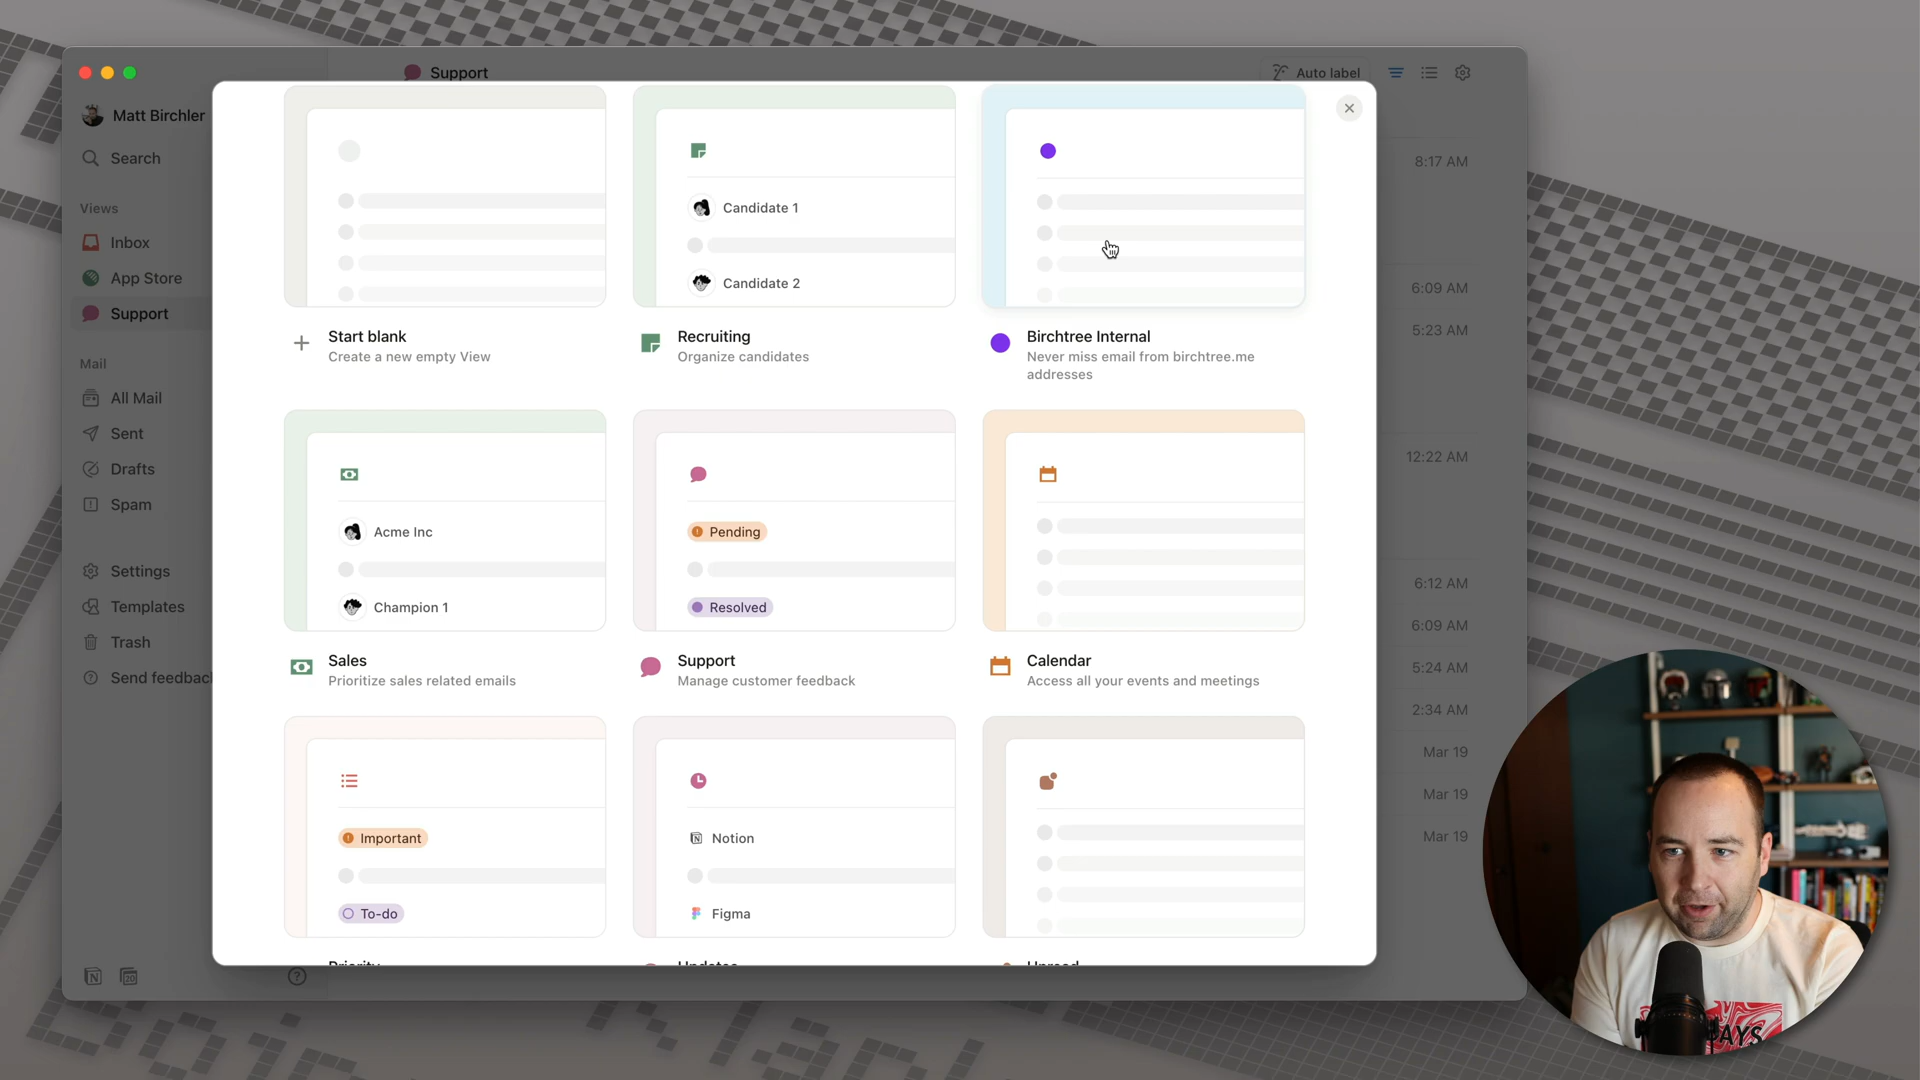 Support
Auto label
Matt Birchler
Search
Views
Inbox
App Store
Support
Mail
All Mail
Sent
Drafts
Spam
Settings
Templates
Trash
Send feedbac
Candidate 1
Candidate 2
Start blank
Create a new empty View
Recruiting
Organize candidates
Birchtree Internal
Never miss email from birchtree.me
addresses
Acme Inc
Champion 1
Pending
Resolved
Sales
Prioritize sales related emails
Support
Manage customer feedback
Calendar
Access all your events and meetings
Important
To-do
Notion
Figma
Priority
Updates
Unread
8:17 AM
6:09 AM
5:23 AM
12:22 AM
6:12 AM
6:09 AM
5:24 AM
2:34 AM
Mar 19
Mar 19
Mar 19